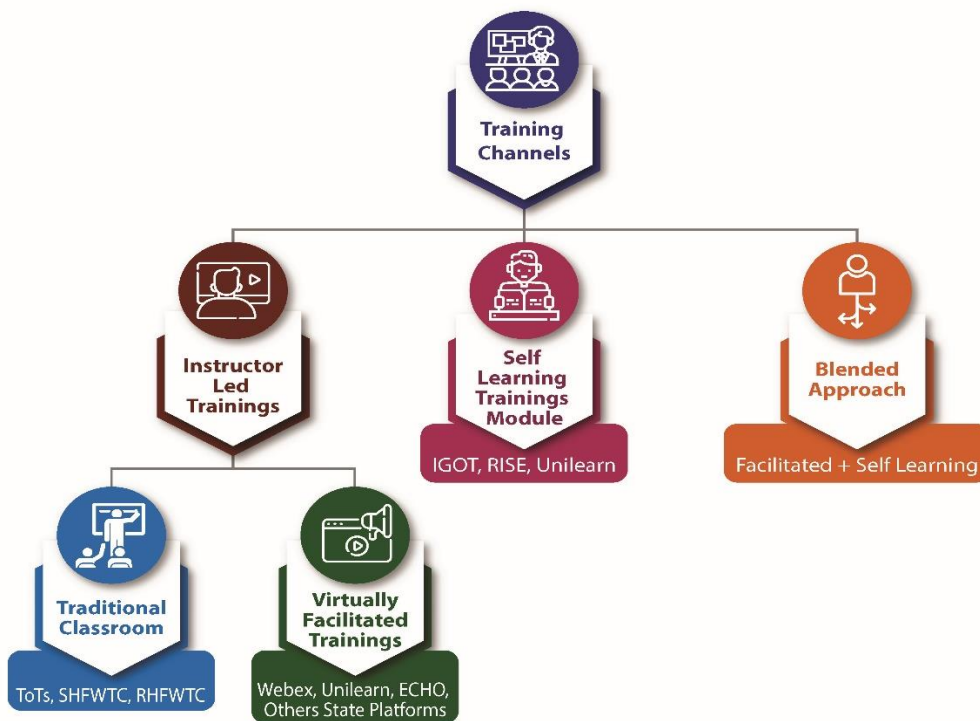 Training
Channels
Instructor
Led
Trainings
Self
Learning
Trainings
Module
IGOT, RISE, Unilearn
Blended
Approach
Facilitated + Self Learning
Traditional
Classroom
ToTs, SHFWTC, RHFWTC
Virtually
Facilitated
Trainings
Webex, Unilearn, ECHO,
Others State Platforms